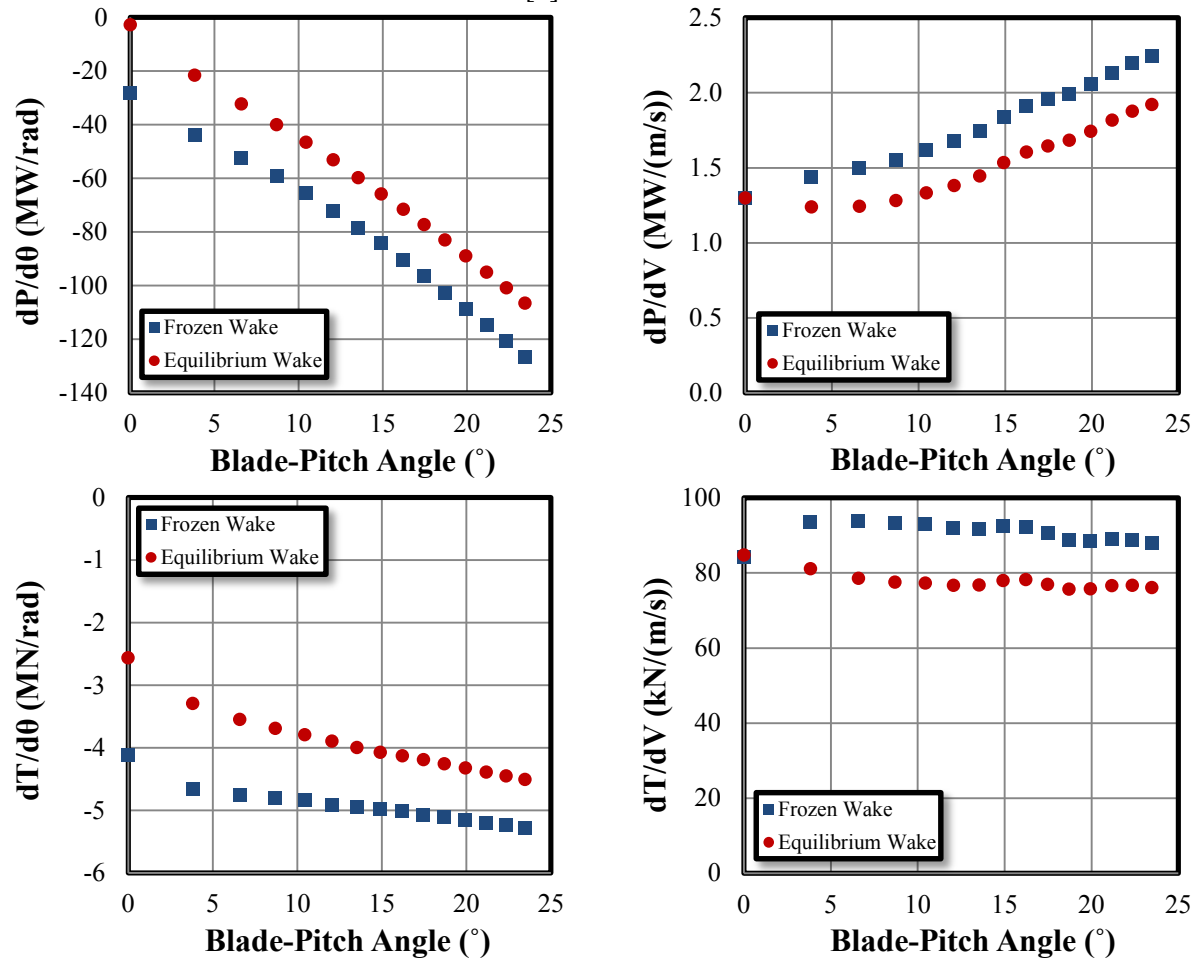 0
-20
-40
-60
-80
-100
-120
-140
dP/dθ (MW/rad)
Frozen Wake
Equilibrium Wake
0 5 10 15 20 25
Blade-Pitch Angle (˚)
2.5
2.0
1.5
1.0
0.5
0.0
dP/dV (MW/(m/s)
Frozen Wake
Equilibrium Wake
0 5 10 15 20 25
Blade-Pitch Angle (˚)
0
-1
-2
-3
-4
-5
-6
dT/dθ (MN/rad)
Frozen Wake
Equilibrium Wake
0 5 10 15 20 25
Blade-Pitch Angle (˚)
100
80
60
40
20
0
dT/dV (kN/(m/s)
Frozen Wake
Equilibrium Wake
0 5 10 15 20 25
Blade-Pitch Angle (˚)